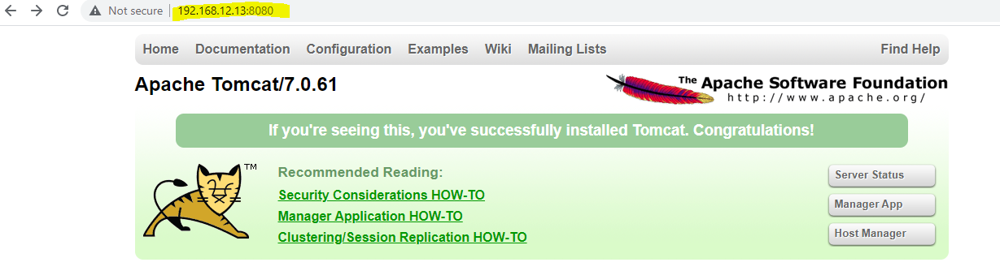 Not secure 192.168.12.13:8080
Home Documentation Configuration Examples Wiki Mailing Lists Find Help
Apache Tomcat/7.0.61
The Apache Software Foundation
http://www.apache.org/
If you're seeing this, you've successfully installed Tomcat. Congratulations!
TM
Recommended Reading:
Security Considerations HOW-TO
Manager Application HOW-TO
Clustering/Session Replication HOW-TO
Server Status
Manager App
Host Manager